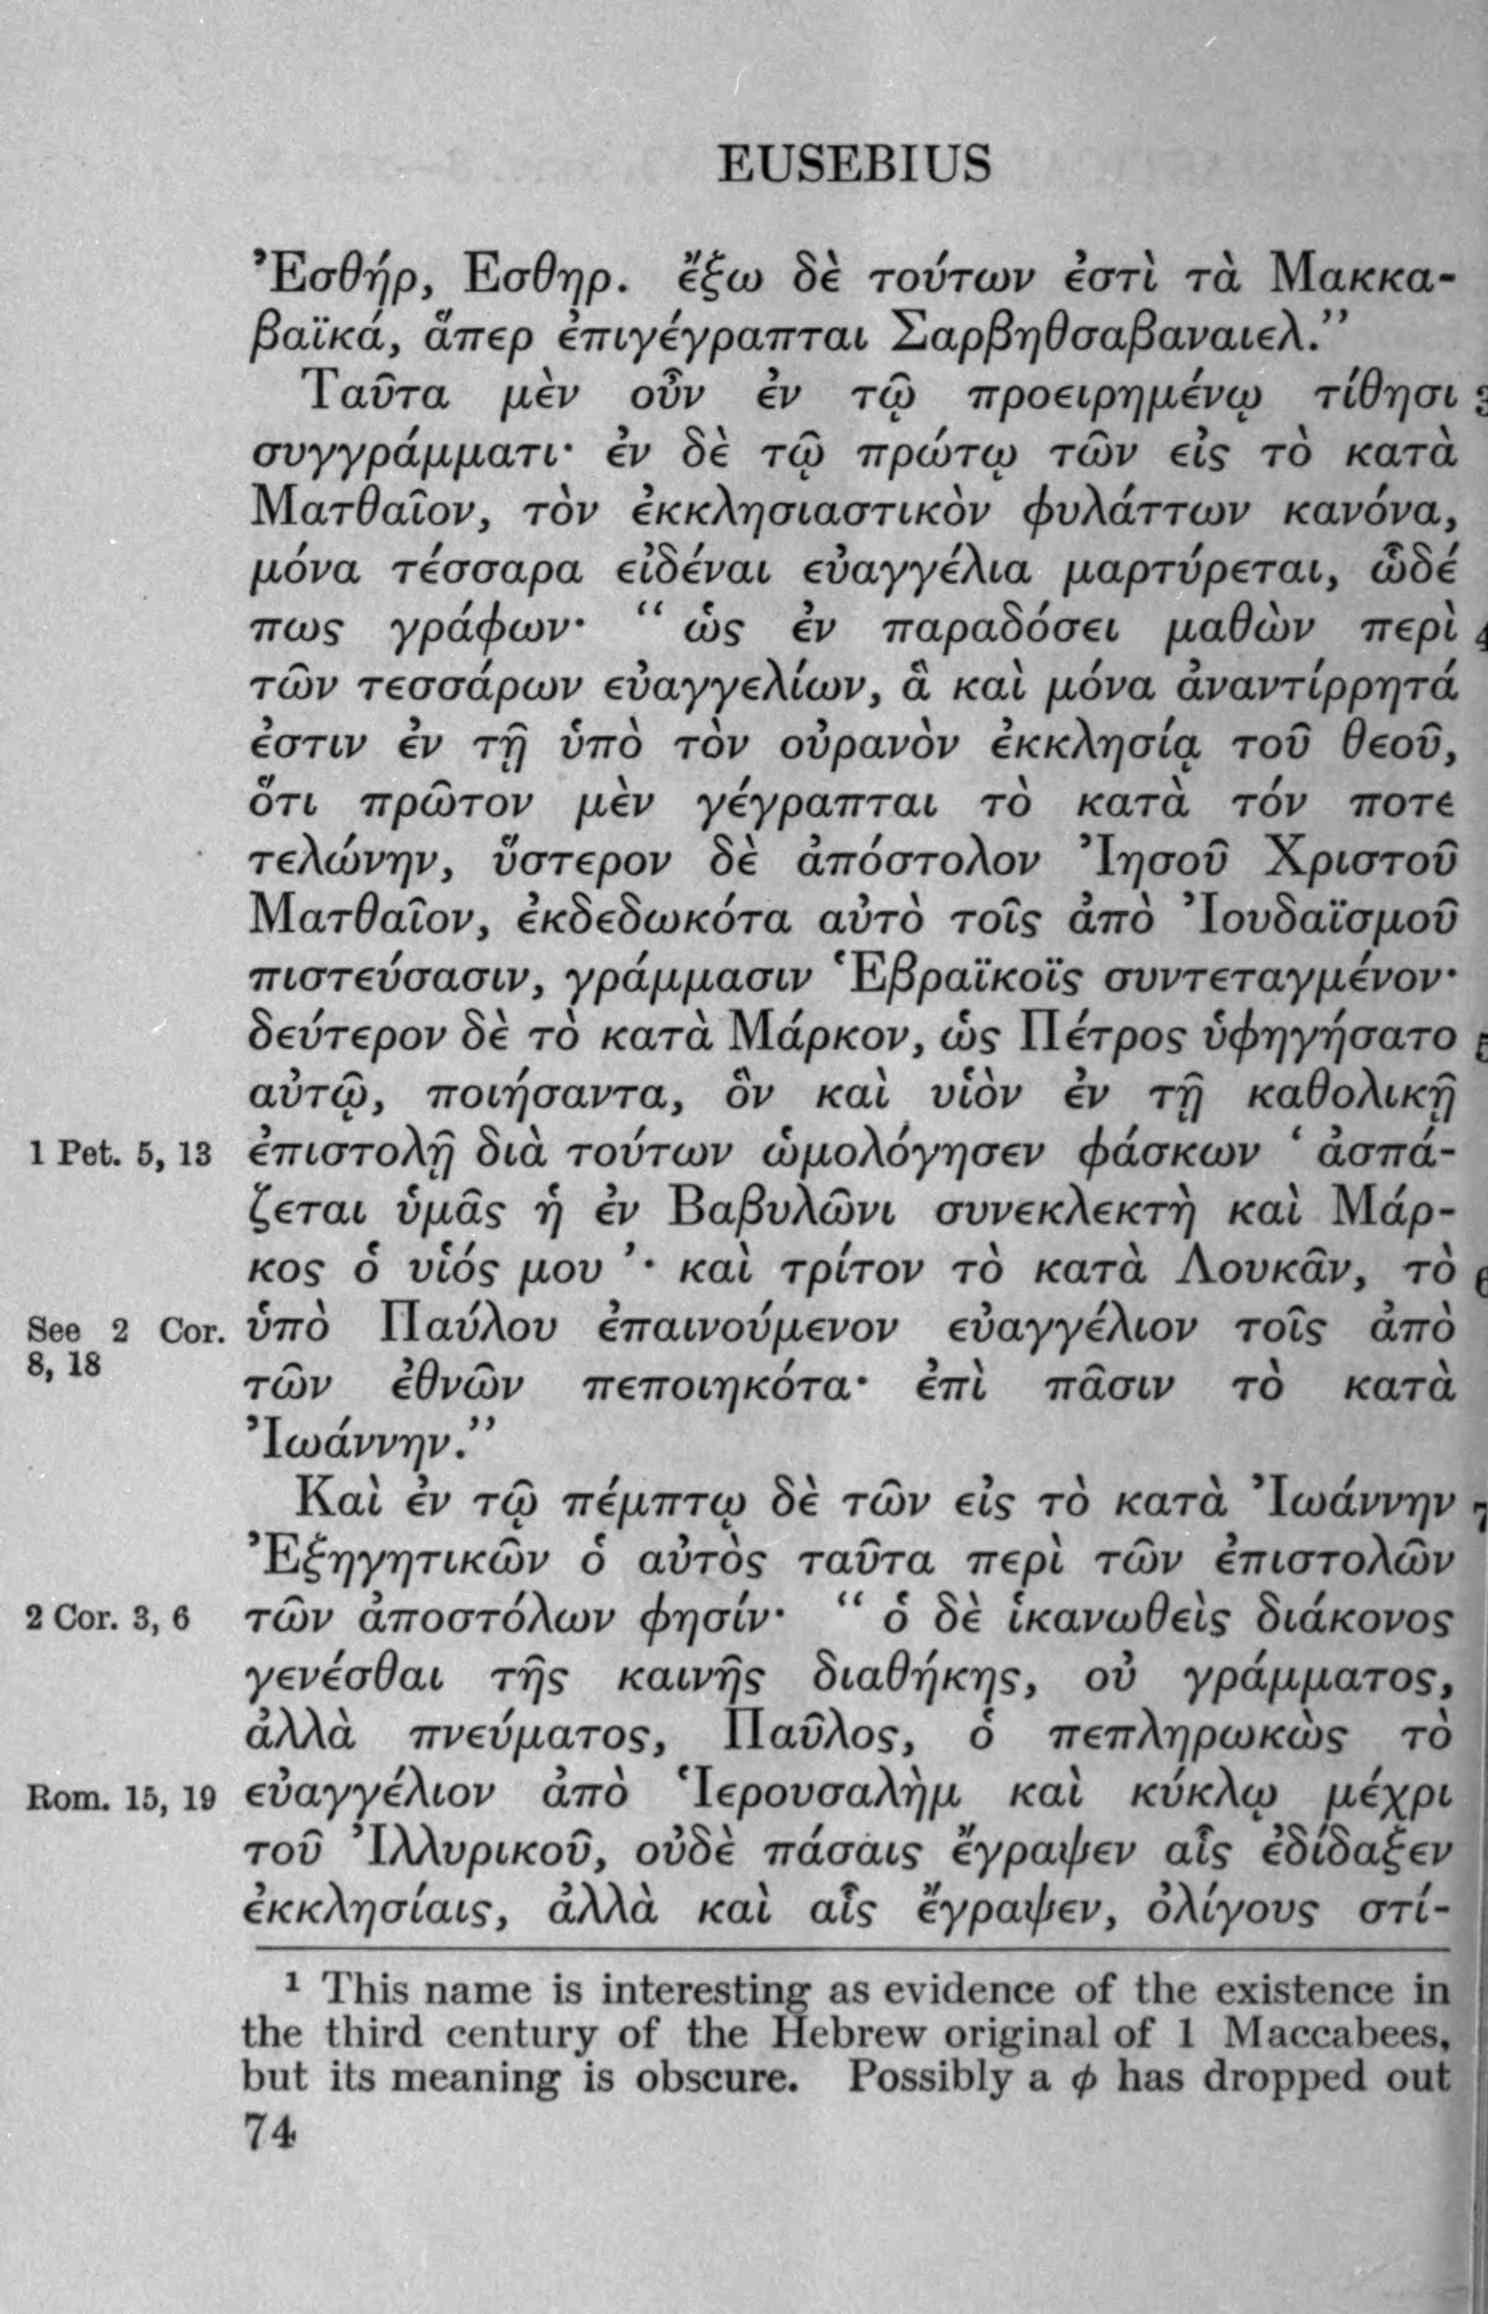 EUSEBIUS
Ἐσθήρ, Εσθηρ. ἔξω δὲ τούτων ἐστὶ τὰ Μακκα-
βαϊκά, ἅπερ ἐπιγέγραπται Σαρβηθσαβαναιελ.”
Ταῦτα μὲν οὖν ἐν τῷ προειρημένῳ τίθησι 3
συγγράμματι· ἐν δὲ τῷ πρώτῳ τῶν εἰς τὸ κατὰ
Ματθαῖον, τὸν ἐκκλησιαστικὸν φυλάττων κανόνα,
μόνα τέσσαρα εἰδέναι εὐαγγέλια μαρτύρεται, ὧδέ
πως γράφων· “ ὡς ἐν παραδόσει μαθὼν περὶ 4
τῶν τεσσάρων εὐαγγελίων, ἃ καὶ μόνα ἀναντίρρητά
ἐστιν ἐν τῇ ὑπὸ τὸν οὐρανὸν ἐκκλησίᾳ τοῦ θεοῦ,
ὅτι πρῶτον μὲν γέγραπται τὸ κατὰ τόν ποτε
τελώνην, ὕστερον δὲ ἀπόστολον Ἰησοῦ Χριστοῦ
Ματθαῖον, ἐκδεδωκότα αὐτὸ τοῖς ἀπὸ Ἰουδαϊσμοῦ
πιστεύσασιν, γράμμασιν Ἑβραϊκοῖς συντεταγμένον·
δεύτερον δὲ τὸ κατὰ Μάρκον, ὡς Πέτρος ὑφηγήσατο 5
αὐτῷ, ποιήσαντα, ὃν καὶ υἱὸν ἐν τῇ καθολικῇ
1 Pet. 5, 13 ἐπιστολῇ διὰ τούτων ὡμολόγησεν φάσκων ‘ ἀσπά-
ζεται ὑμᾶς ἡ ἐν Βαβυλῶνι συνεκλεκτὴ καὶ Μάρ-
κος ὁ υἱός μου ’· καὶ τρίτον τὸ κατὰ Λουκᾶν, τὸ 6
See 2 Cor. ὑπὸ Παύλου ἐπαινούμενον εὐαγγέλιον τοῖς ἀπὸ
8, 18 τῶν ἐθνῶν πεποιηκότα· ἐπὶ πᾶσιν τὸ κατὰ
Ἰωάννην.”
Καὶ ἐν τῷ πέμπτῳ δὲ τῶν εἰς τὸ κατὰ Ἰωάννην 7
Ἐξηγητικῶν ὁ αὐτὸς ταῦτα περὶ τῶν ἐπιστολῶν
2 Cor. 3, 6 τῶν ἀποστόλων φησίν· “ ὁ δὲ ἱκανωθεὶς διάκονος
γενέσθαι τῆς καινῆς διαθήκης, οὐ γράμματος,
ἀλλὰ πνεύματος, Παῦλος, ὁ πεπληρωκὼς τὸ
Rom. 15, 19 εὐαγγέλιον ἀπὸ Ἱερουσαλὴμ καὶ κύκλῳ μέχρι
τοῦ Ἰλλυρικοῦ, οὐδὲ πάσαις ἔγραψεν αἷς ἐδίδαξεν
ἐκκλησίαις, ἀλλὰ καὶ αἷς ἔγραψεν, ὀλίγους στί-
¹ This name is interesting as evidence of the existence in
the third century of the Hebrew original of 1 Maccabees,
but its meaning is obscure. Possibly a φ has dropped out
74